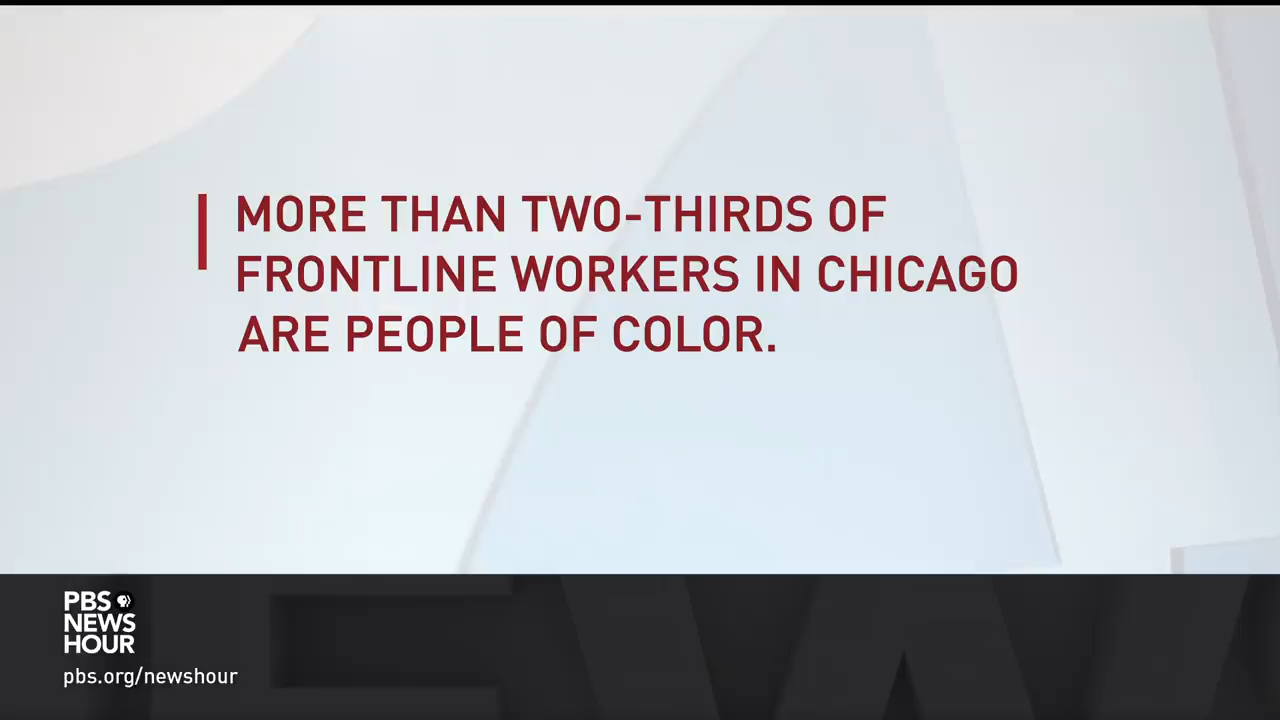 MORE THAN TWO-THIRDS OF
FRONTLINE WORKERS IN CHICAGO
ARE PEOPLE OF COLOR.
PBS
NEWS
HOUR
pbs.org/newshour